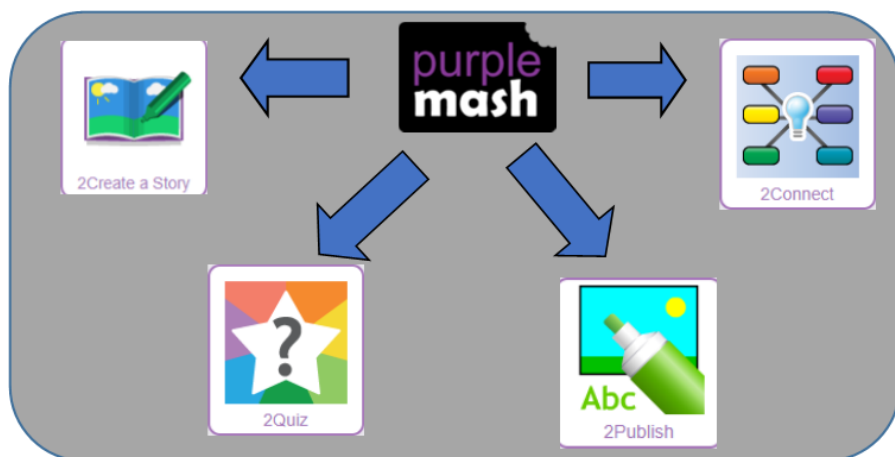 purple
mash
2Create a Story
2Connect
2Quiz
Abc
2Publish